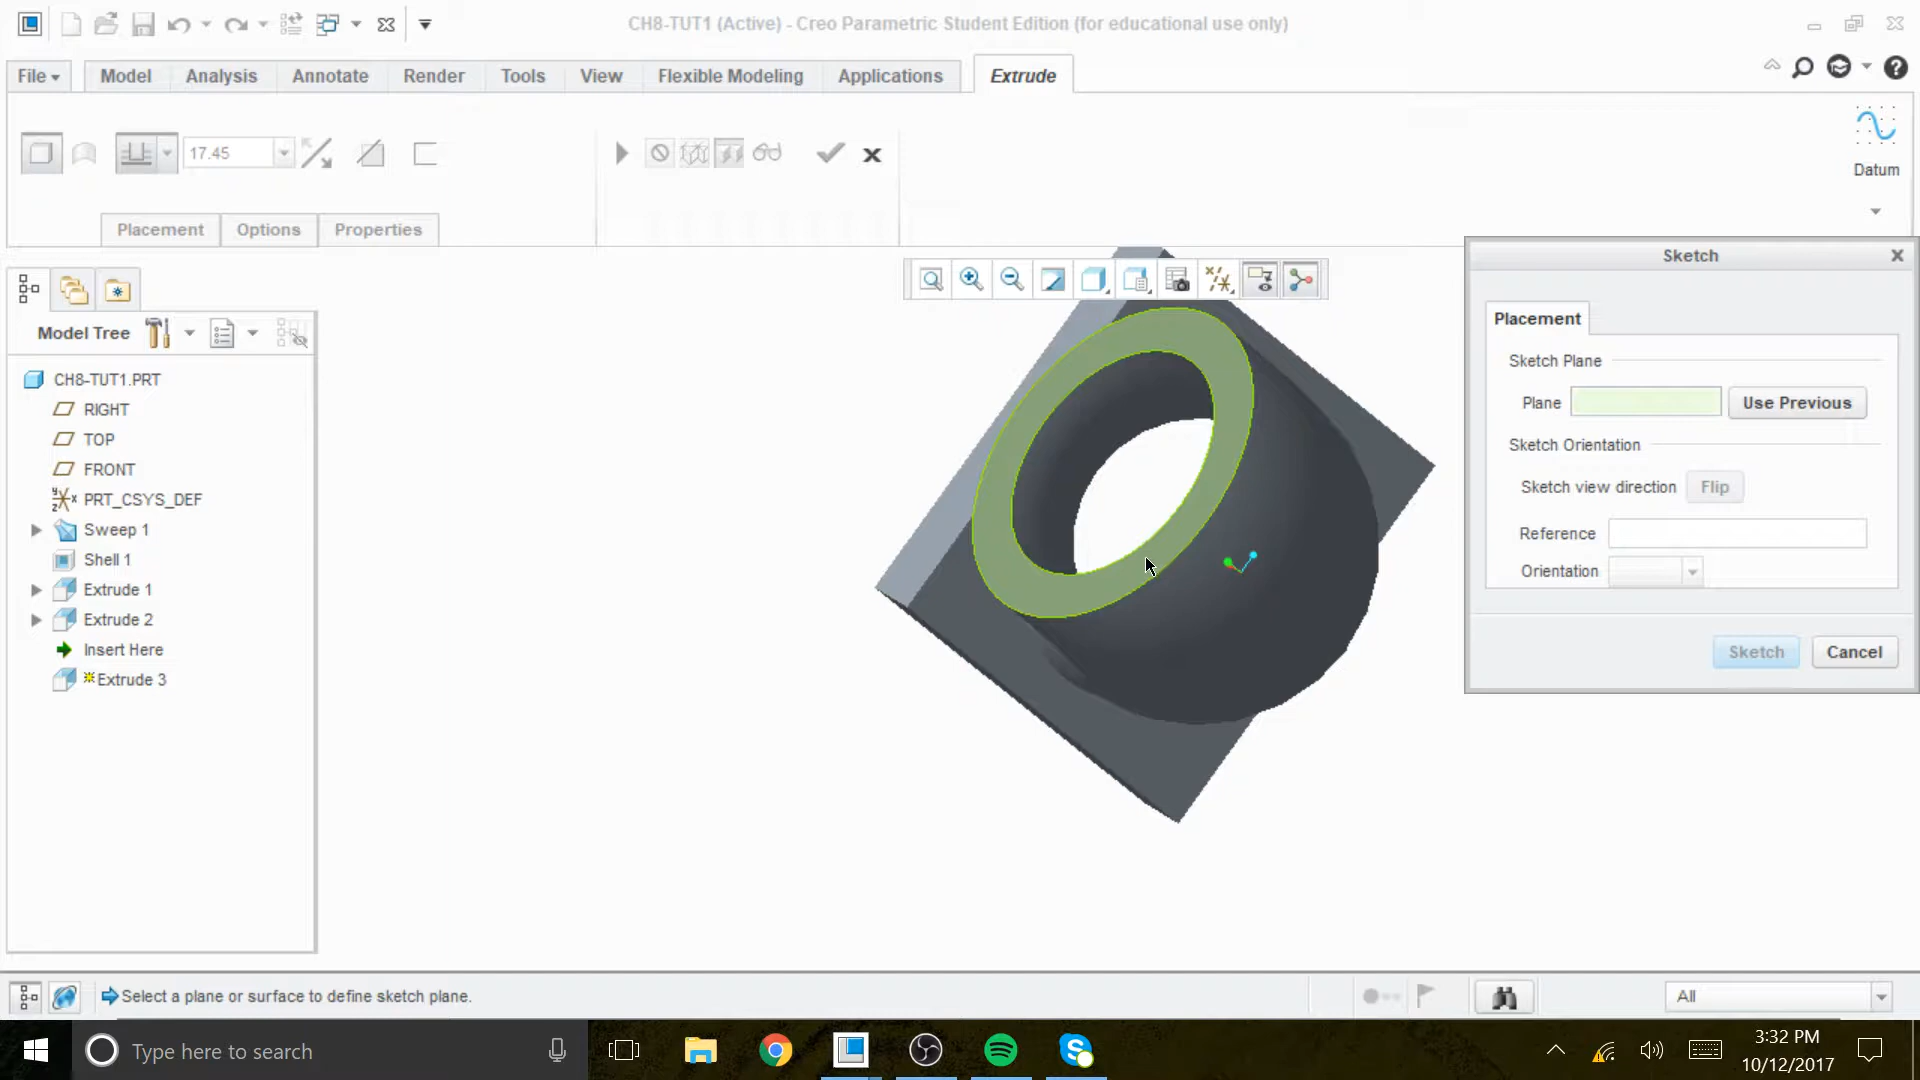 CH8-TUT1 (Active) - Creo Parametric Student Edition (for educational use only)
File Model Analysis Annotate Render Tools View Flexible Modeling Applications Extrude
17.45
Datum
Placement Options Properties
Sketch
Model Tree
CH8-TUT1.PRT
RIGHT
TOP
FRONT
PRT_CSYS_DEF
Sweep 1
Shell 1
Extrude 1
Extrude 2
Insert Here
Extrude 3
Placement
Sketch Plane
Plane Use Previous
Sketch Orientation
Sketch view direction Flip
Reference
Orientation
Sketch Cancel
Select a plane or surface to define sketch plane.
All
Type here to search
3:32 PM
10/12/2017